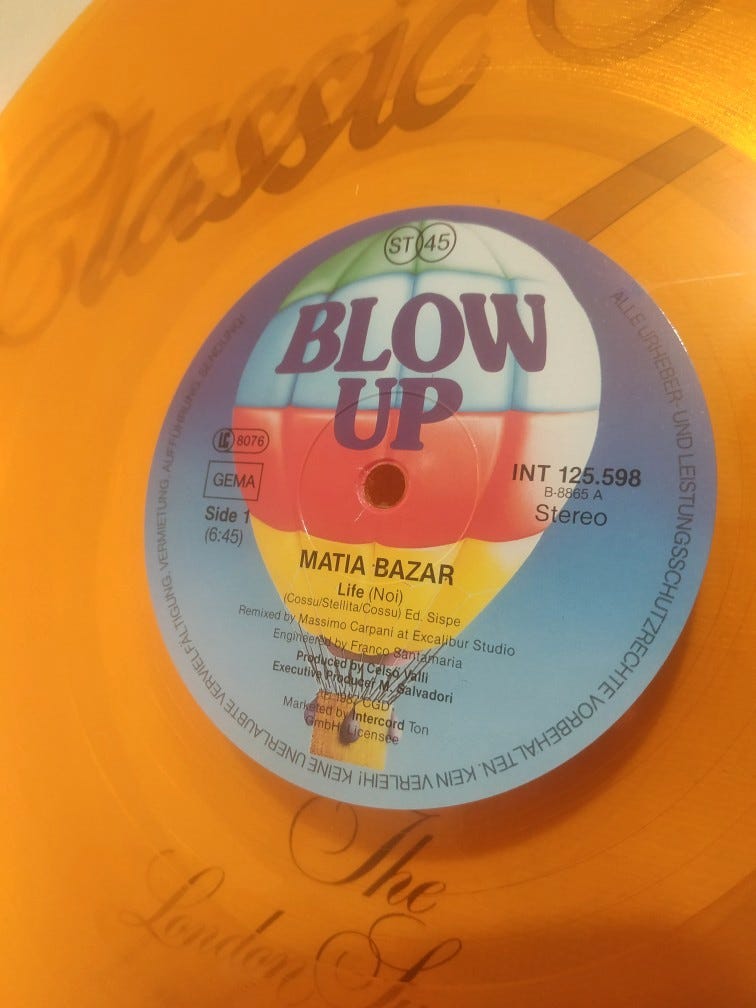 Classic
ST 45
BLOW
UP
LC 8076
GEMA
Side 1
(6:45)
INT 125.598
B-8865 A
Stereo
MATIA BAZAR
Life (Noi)
(Cossu/Stellita/Cossu) Ed. Sispe
Remixed by Massimo Carpani at Excalibur Studio
Engineered by Franco Santamaria
Produced by Celso Valli
Executive Producer M. Salvadori
CGD
Marketed by Intercord Ton
GmbH Licensee
ALLE URHEBER- UND LEISTUNGSSCHUTZRECHTE VORBEHALTEN. KEIN VERLEIH! KEINE UNERLAUBTE VERVIELFÄLTIGUNG, VERMIETUNG, AUFFÜHRUNG, SENDUNG!
The
London